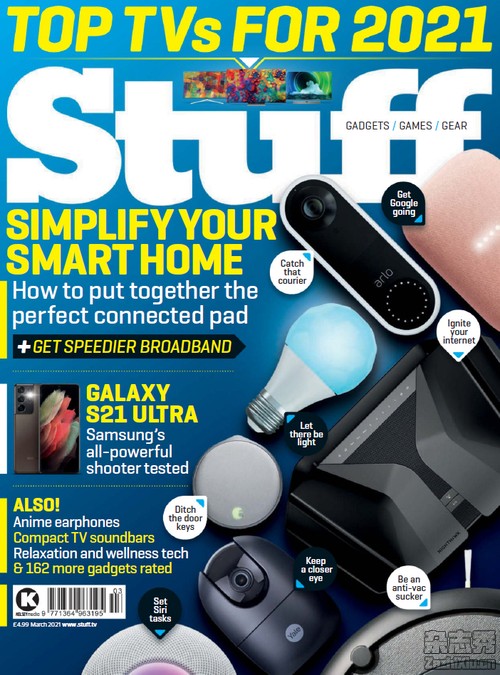 TOP TVs FOR 2021
Stuff
GADGETS / GAMES / GEAR
SIMPLIFY YOUR
SMART HOME
How to put together the
perfect connected pad
+ GET SPEEDIER BROADBAND
GALAXY
S21 ULTRA
Samsung's
all-powerful
shooter tested
ALSO!
Anime earphones
Compact TV soundbars
Relaxation and wellness tech
& 162 more gadgets rated
Get
Google
going
Catch
that
courier
arlo
Ignite
your
internet
Let
there be
light
Ditch
the door
keys
Keep
a closer
eye
Yale
Be an
anti-vac
sucker
Set
Siri
tasks
K
KELSEYmedia
03
9 771364 963195
£4.99 March 2021 www.stuff.tv
杂志秀